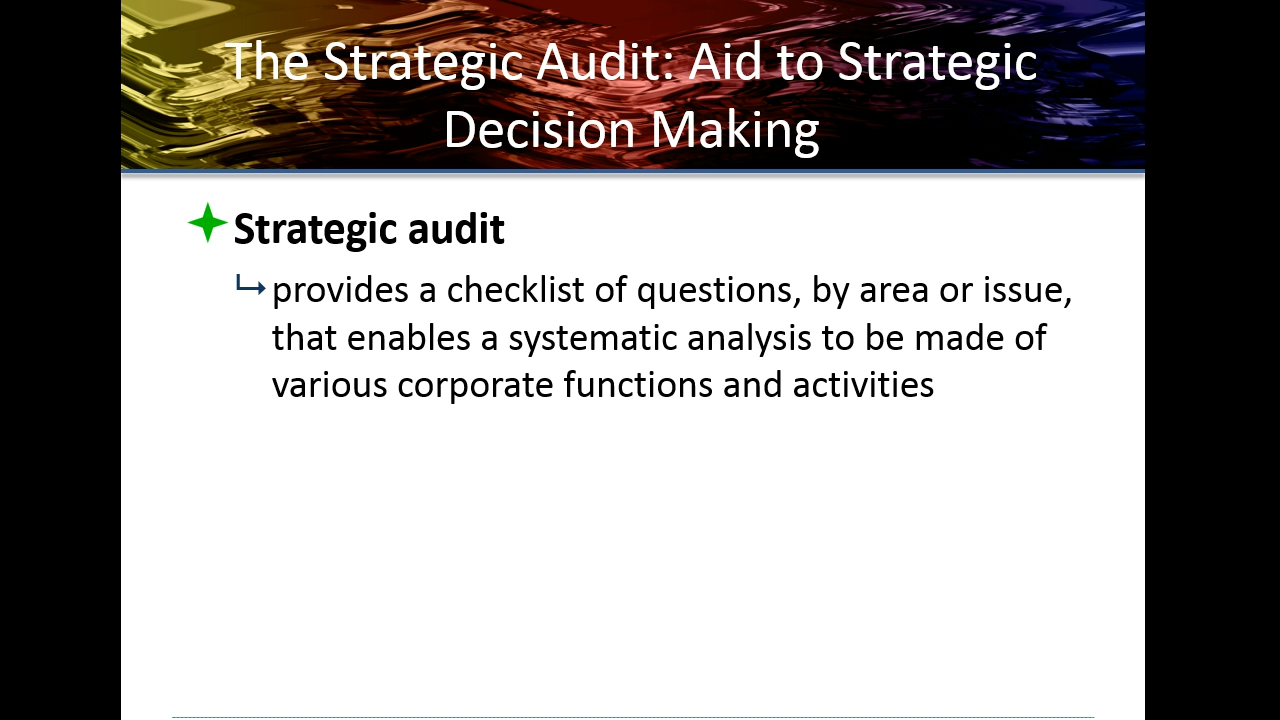 The Strategic Audit: Aid to Strategic
Decision Making
Strategic audit
provides a checklist of questions, by area or issue,
that enables a systematic analysis to be made of
various corporate functions and activities